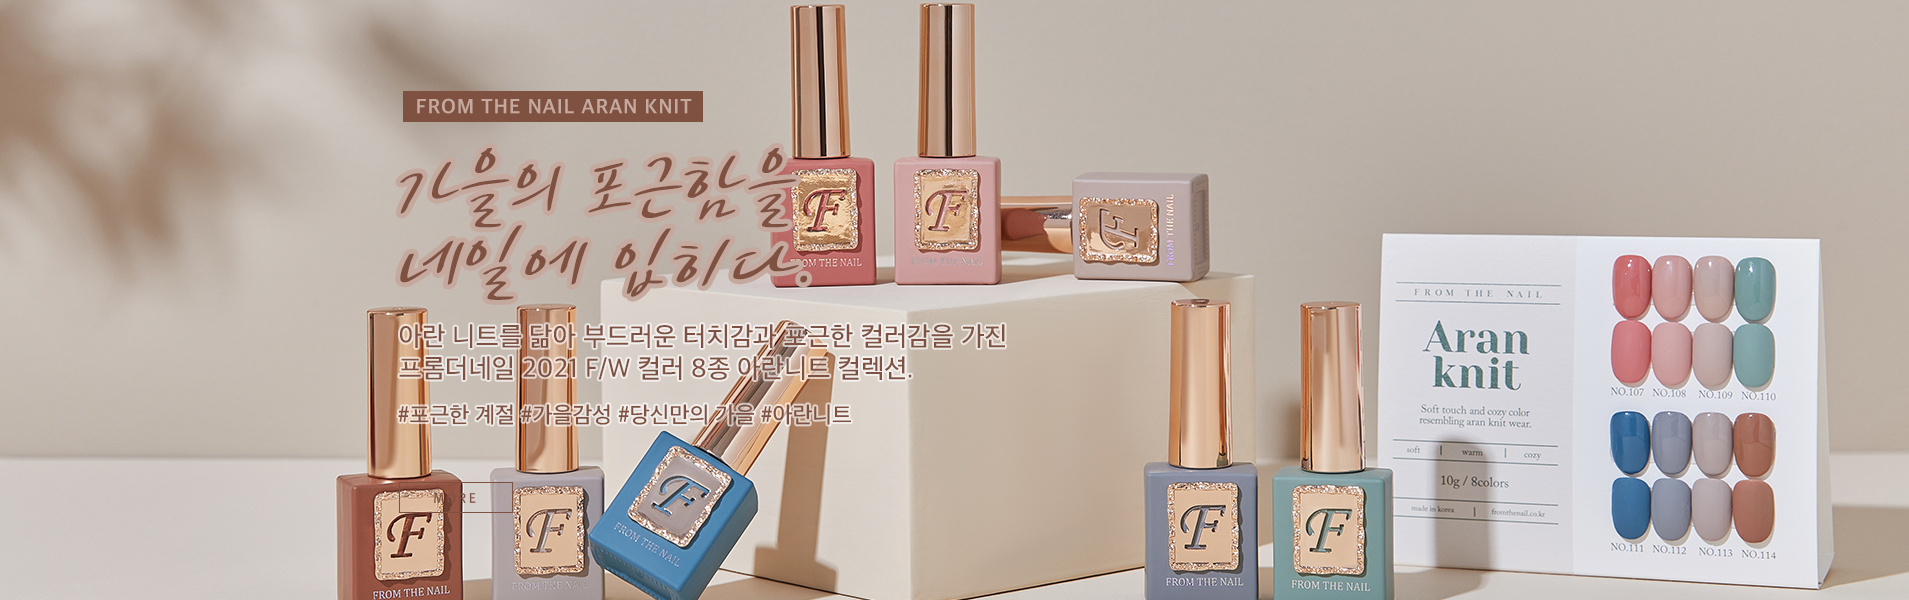 FROM THE NAIL ARAN KNIT
가을의 포근함을
네일에 입히다.
아란 니트를 닮아 부드러운 터치감과 포근한 컬러감을 가진
프롬더네일 2021 F/W 컬러 8종 아란니트 컬렉션.
#포근한 계절 #가을감성 #당신만의 가을 #아란니트
MORE
F
FROM THE NAIL
F
FROM THE NAIL
F
FROM THE NAIL
F
FROM THE NAIL
F
FROM THE NAIL
F
FROM THE NAIL
F
FROM THE NAIL
F
FROM THE NAIL
FROM THE NAIL
Aran
knit
Soft touch and cozy color
resembling aran knit wear.
soft | warm | cozy
10g / 8colors
made in korea | fromthenail.co.kr
NO.107 NO.108 NO.109 NO.110
NO.111 NO.112 NO.113 NO.114